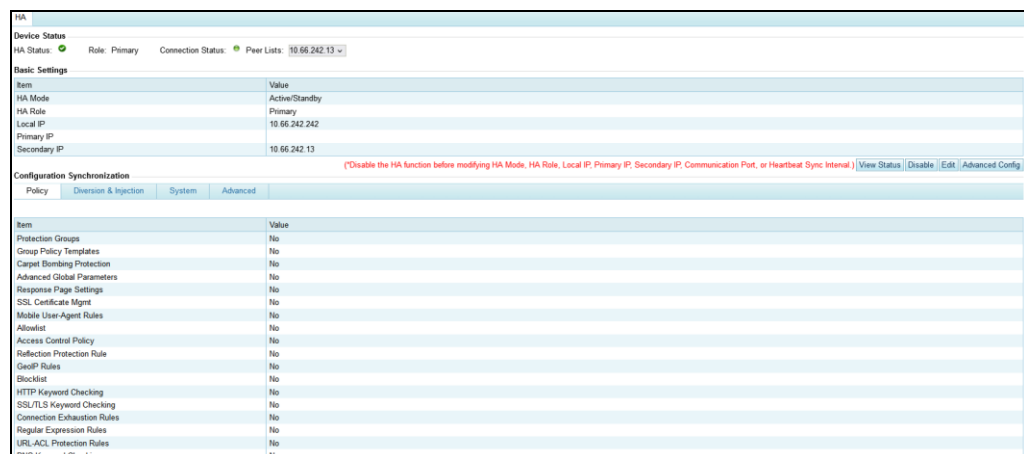 HA
Device Status
HA Status: Role: Primary Connection Status: Peer Lists: 10.66.242.13
Basic Settings
Item Value
HA Mode Active/Standby
HA Role Primary
Local IP 10.66.242.242
Primary IP
Secondary IP 10.66.242.13
(*Disable the HA function before modifying HA Mode, HA Role, Local IP, Primary IP, Secondary IP, Communication Port, or Heartbeat Sync Interval.) View Status Disable Edit Advanced Config
Configuration Synchronization
Policy Diversion & Injection System Advanced
Item Value
Protection Groups No
Group Policy Templates No
Carpet Bombing Protection No
Advanced Global Parameters No
Response Page Settings No
SSL Certificate Mgmt No
Mobile User-Agent Rules No
Allowlist No
Access Control Policy No
Reflection Protection Rule No
GeoIP Rules No
Blocklist No
HTTP Keyword Checking No
SSL/TLS Keyword Checking No
Connection Exhaustion Rules No
Regular Expression Rules No
URL-ACL Protection Rules No